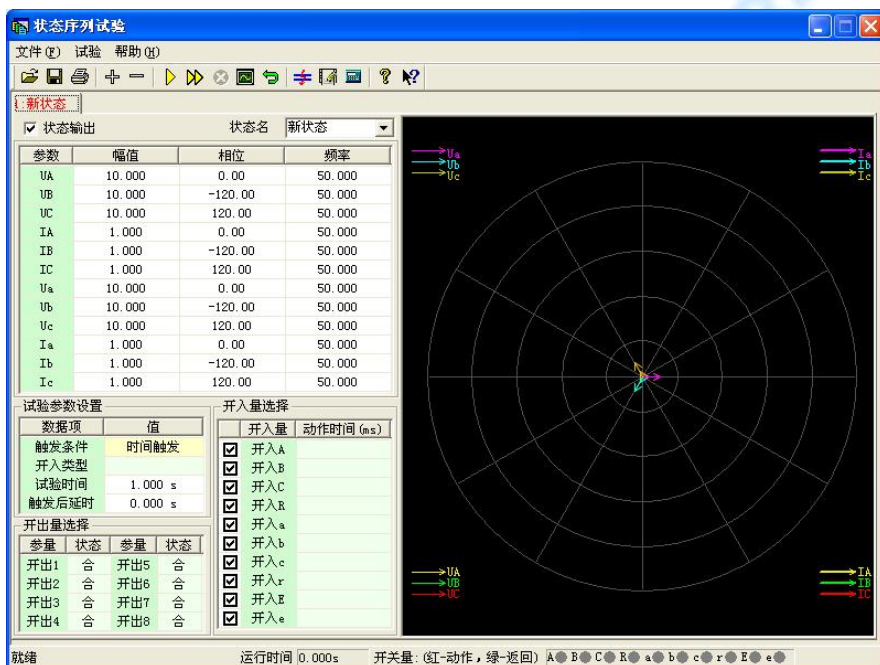 状态序列试验
文件(F) 试验 帮助(H)
:新状态
状态输出 状态名 新状态
参数 幅值 相位 频率
UA 10.000 0.00 50.000
UB 10.000 -120.00 50.000
UC 10.000 120.00 50.000
IA 1.000 0.00 50.000
IB 1.000 -120.00 50.000
IC 1.000 120.00 50.000
Ua 10.000 0.00 50.000
Ub 10.000 -120.00 50.000
Uc 10.000 120.00 50.000
Ia 1.000 0.00 50.000
Ib 1.000 -120.00 50.000
Ic 1.000 120.00 50.000
试验参数设置
数据项 值
触发条件 时间触发
开入类型
试验时间 1.000 s
触发后延时 0.000 s
开出量选择
参量 状态 参量 状态
开出1 合 开出5 合
开出2 合 开出6 合
开出3 合 开出7 合
开出4 合 开出8 合
开入量选择
开入量 动作时间(ms)
开入A
开入B
开入C
开入R
开入a
开入b
开入c
开入r
开入E
开入e
Ua
Ub
Uc
Ia
Ib
Ic
UA
UB
UC
IA
IB
IC
就绪 运行时间 0.000s 开关量:(红-动作,绿-返回) A B C R a b c r E e